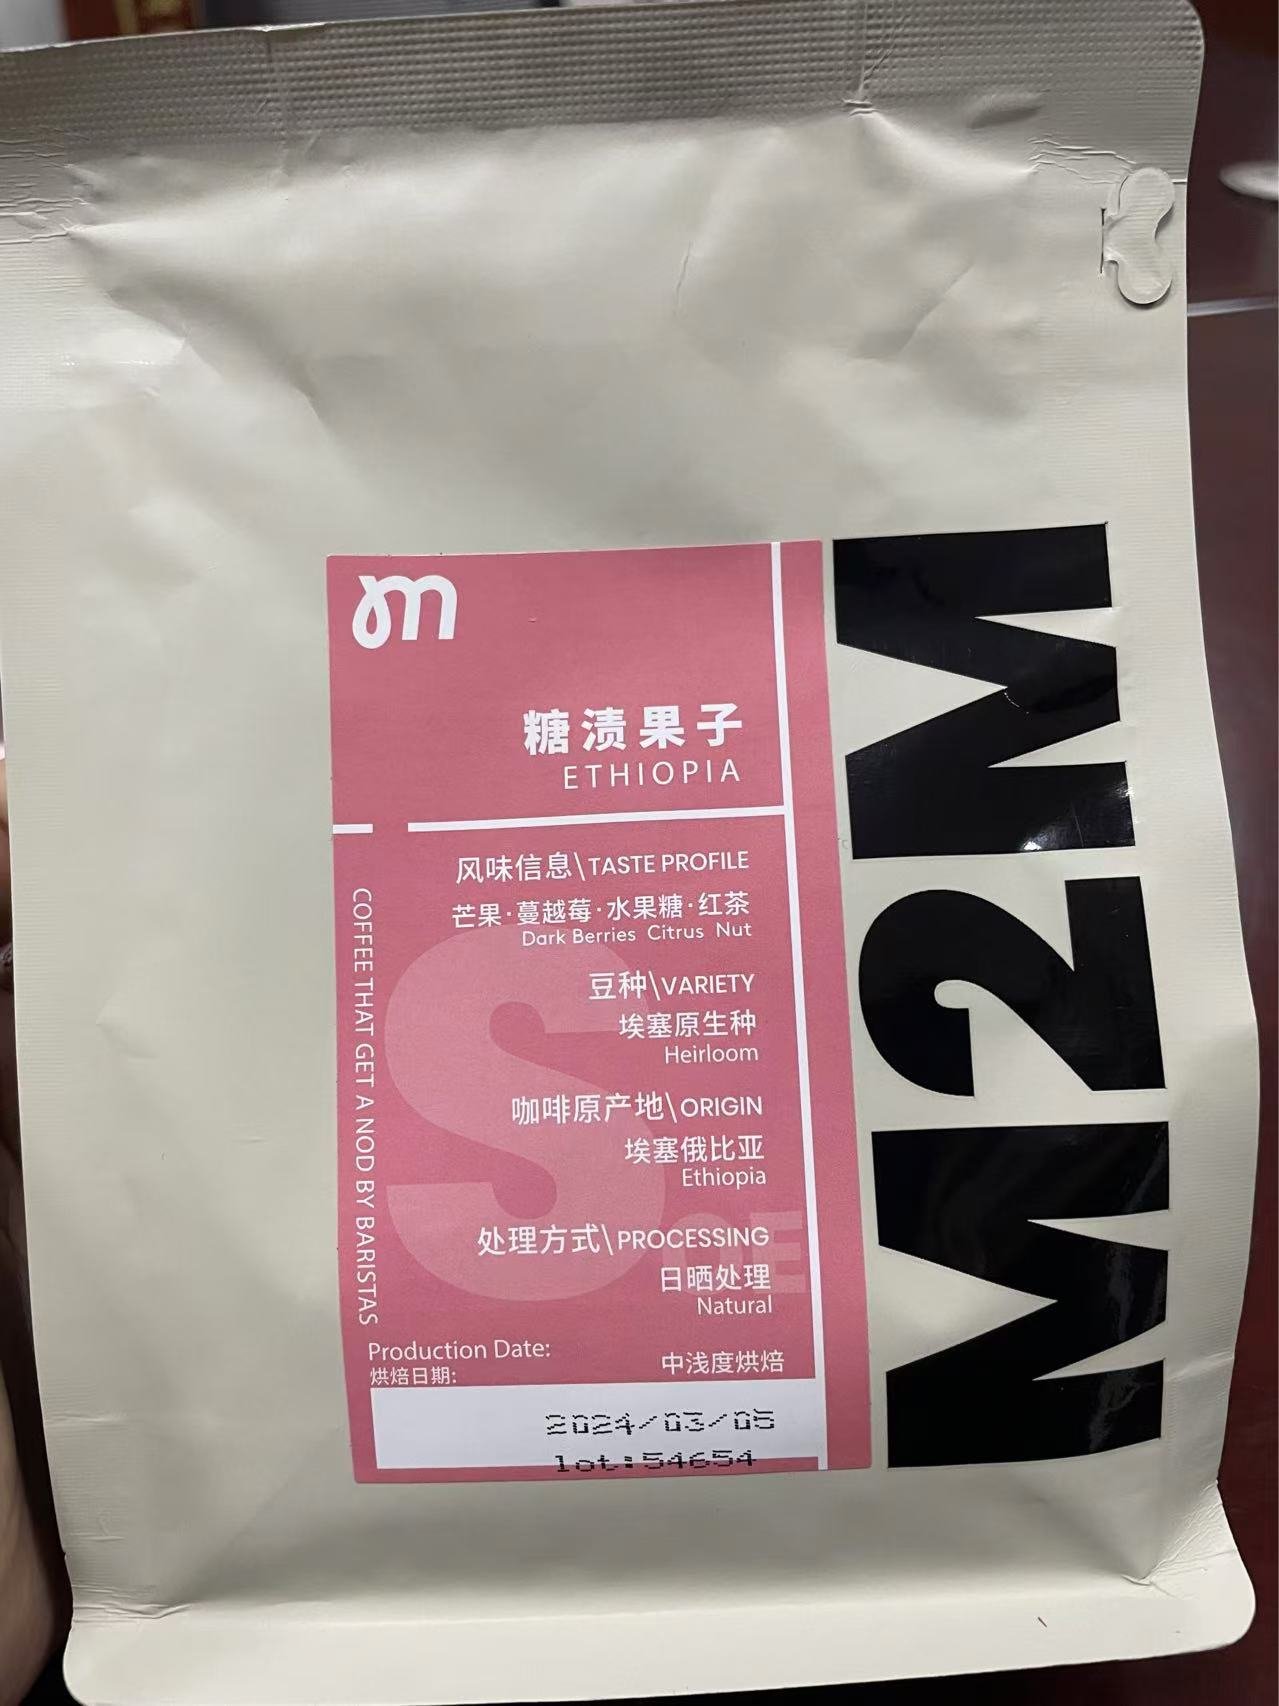 m
糖渍果子
ETHIOPIA
风味信息\TASTE PROFILE
芒果·蔓越莓·水果糖·红茶
Dark Berries Citrus Nut
豆种\VARIETY
埃塞原生种
Heirloom
咖啡原产地\ORIGIN
埃塞俄比亚
Ethiopia
处理方式\PROCESSING
日晒处理
Natural
COFFEE THAT GET A NOD BY BARISTAS
SOE
Production Date:
烘焙日期:
中浅度烘焙
2024/03/05
lot:54654
M2M